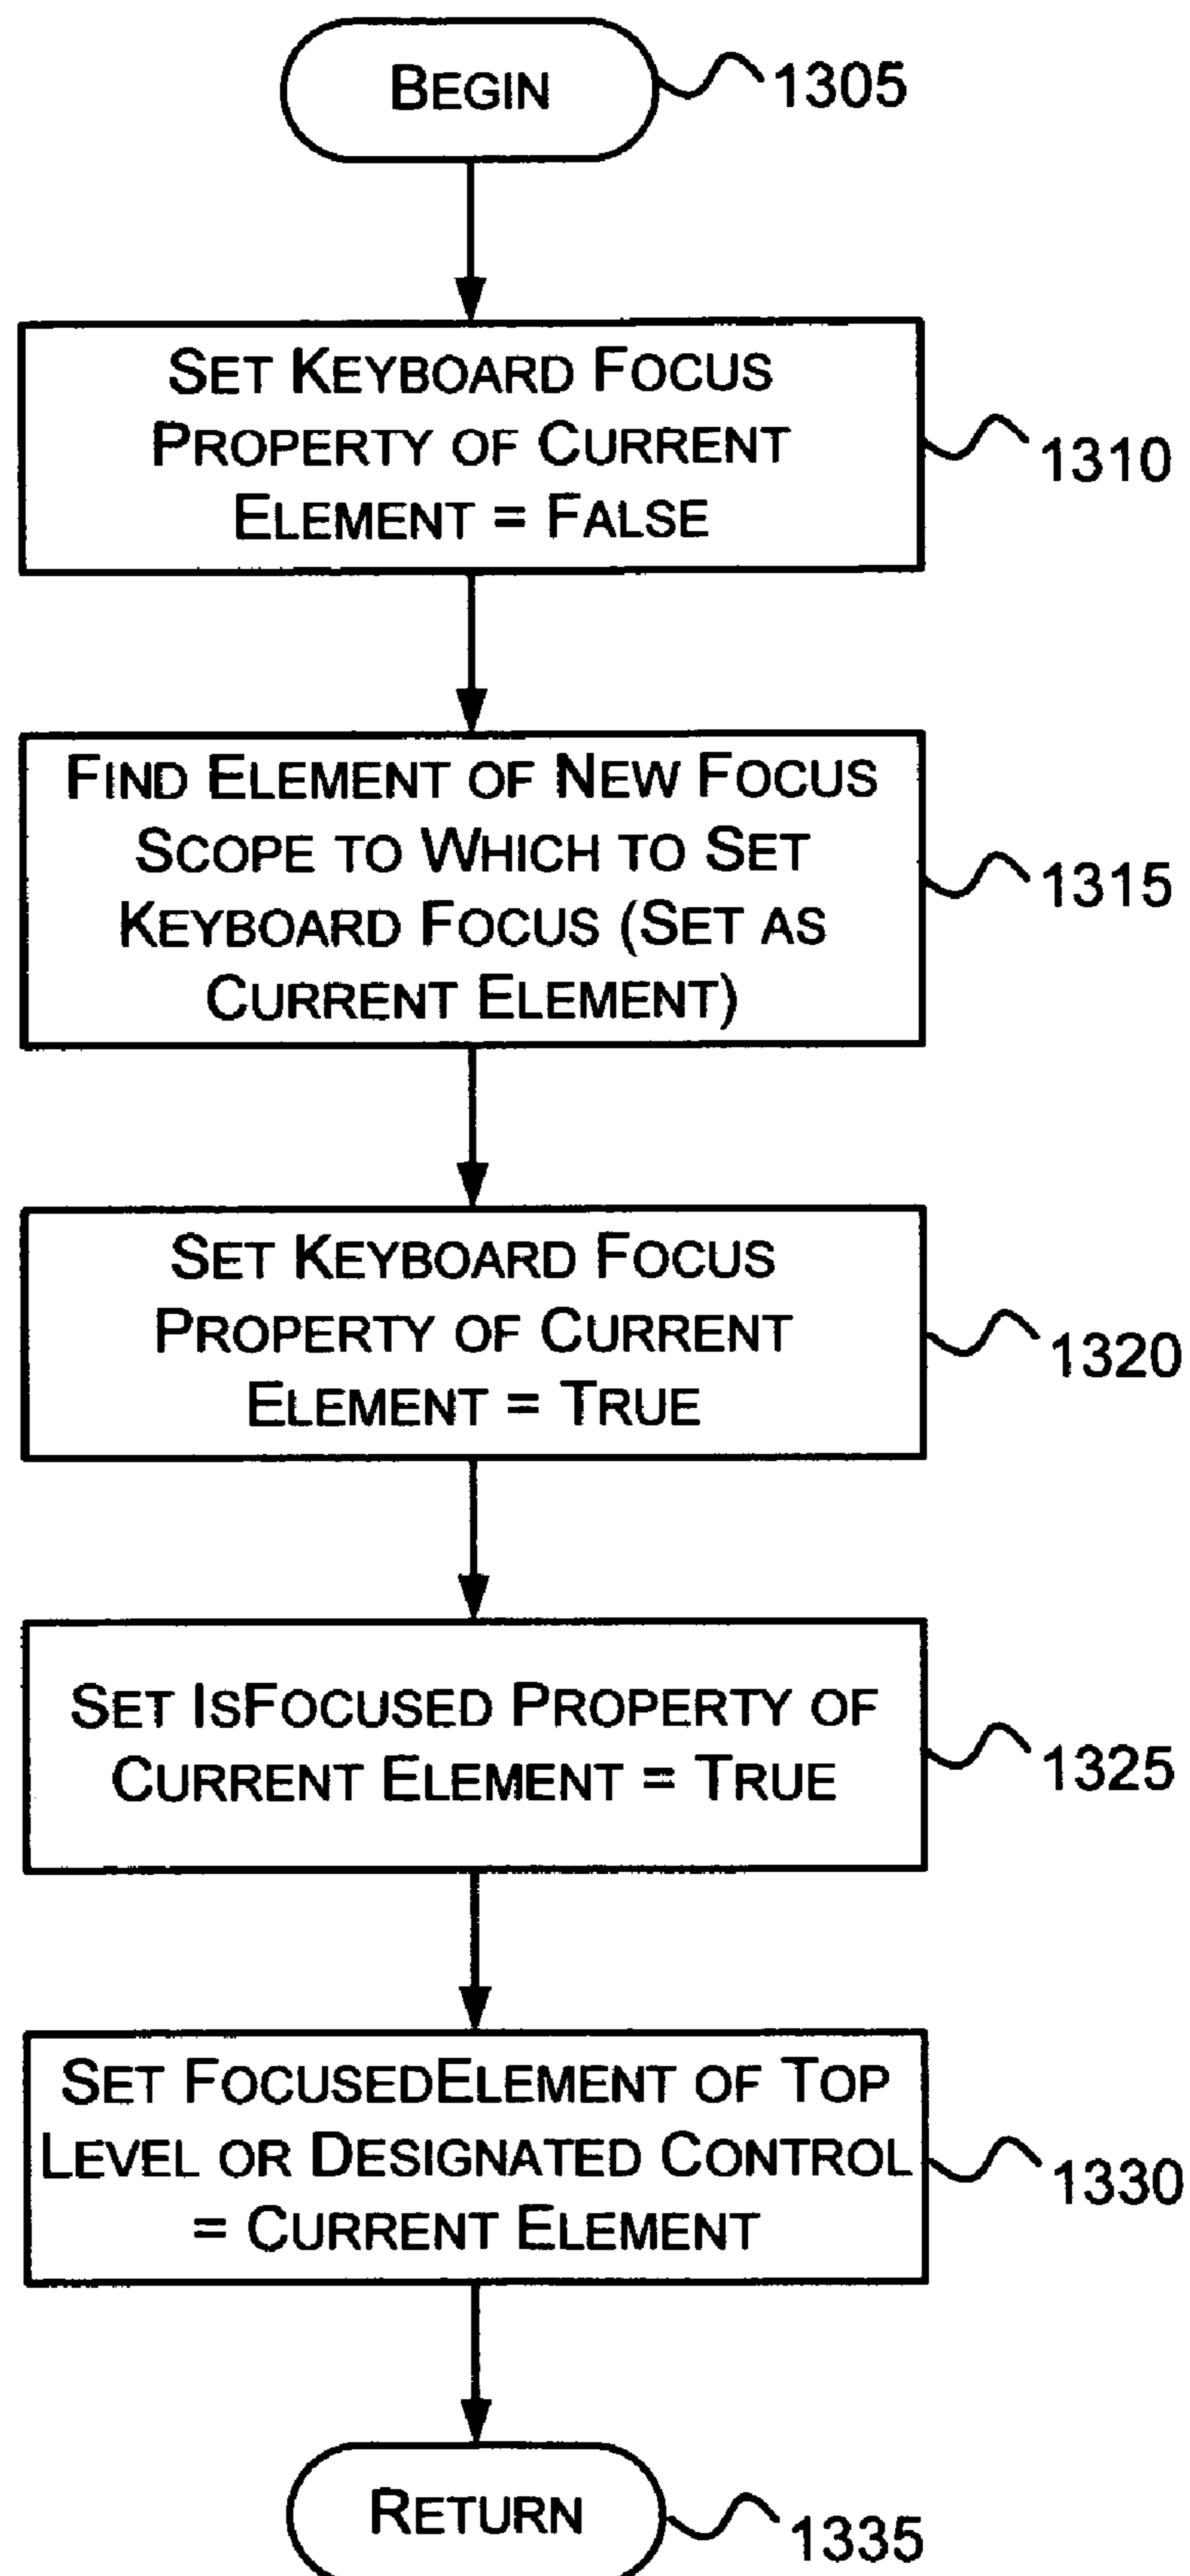 BEGIN
1305
SET KEYBOARD FOCUS
PROPERTY OF CURRENT
ELEMENT = FALSE
1310
FIND ELEMENT OF NEW FOCUS
SCOPE TO WHICH TO SET
KEYBOARD FOCUS (SET AS
CURRENT ELEMENT)
1315
SET KEYBOARD FOCUS
PROPERTY OF CURRENT
ELEMENT = TRUE
1320
SET ISFOCUSED PROPERTY OF
CURRENT ELEMENT = TRUE
1325
SET FOCUSEDELEMENT OF TOP
LEVEL OR DESIGNATED CONTROL
= CURRENT ELEMENT
1330
RETURN
1335